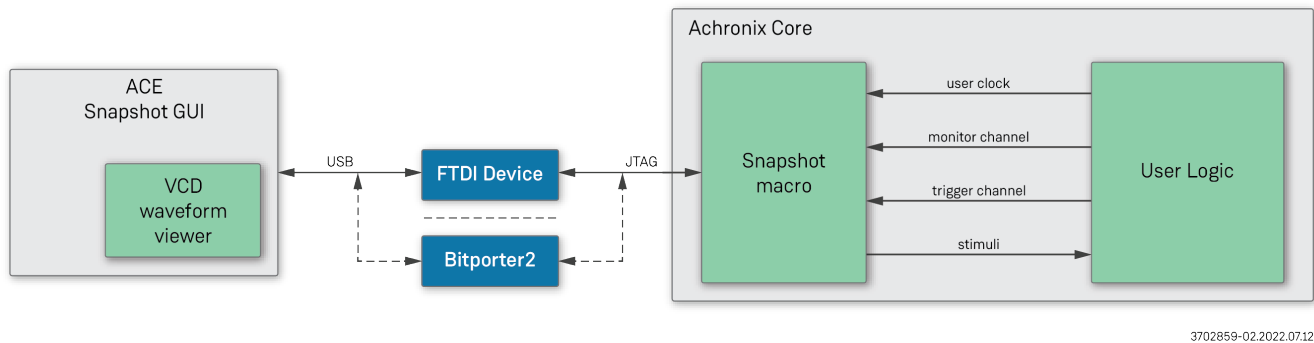 Achronix Core
ACE
Snapshot GUI
VCD
waveform
viewer
USB
FTDI Device
Bitporter2
JTAG
Snapshot
macro
user clock
monitor channel
trigger channel
stimuli
User Logic
3702859-02.2022.07.12